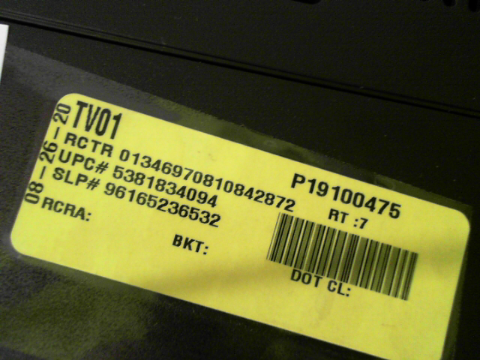 08-26-20
TV01
RCTR 01346970810842872
UPC# 5381834094
SLP# 96165236532
RCRA:
BKT:
P19100475
RT :7
DOT CL: